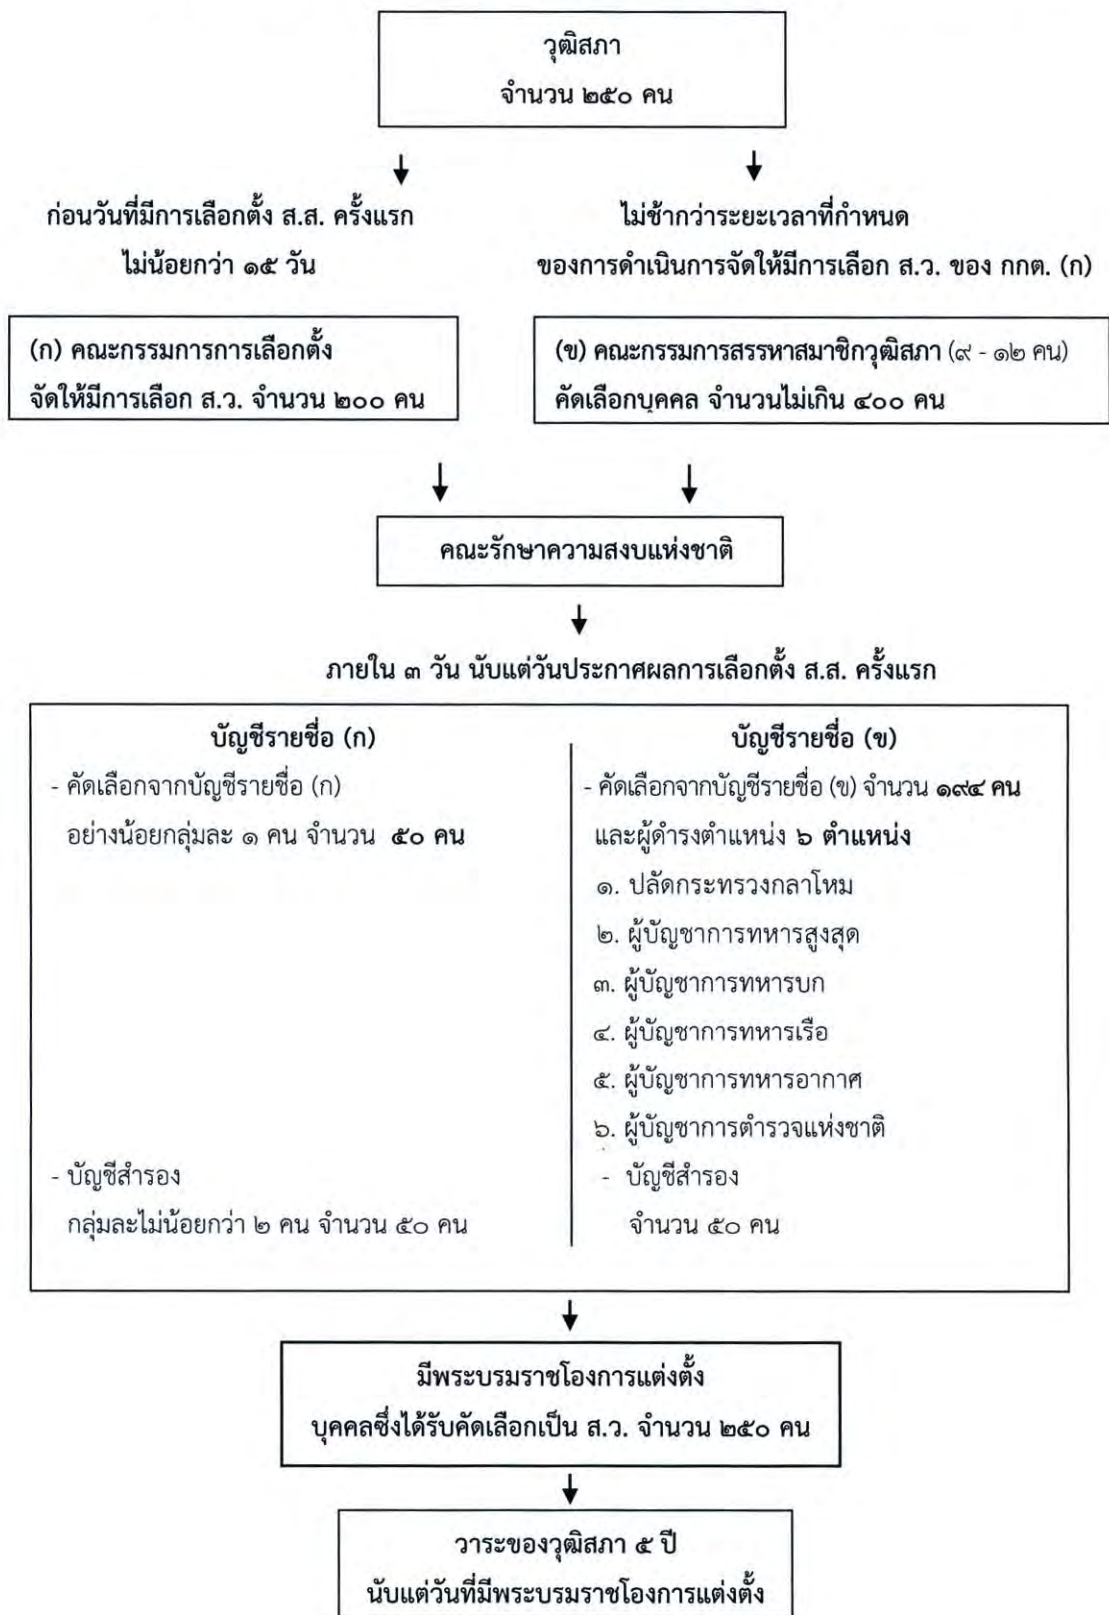 วุฒิสภา
จำนวน ๒๕๐ คน
ก่อนวันที่มีการเลือกตั้ง ส.ส. ครั้งแรก
ไม่น้อยกว่า ๑๕ วัน
ไม่ช้ากว่าระยะเวลาที่กำหนด
ของการดำเนินการจัดให้มีการเลือก ส.ว. ของ กกต. (ก)
(ก) คณะกรรมการการเลือกตั้ง
จัดให้มีการเลือก ส.ว. จำนวน ๒๐๐ คน
(ข) คณะกรรมการสรรหาสมาชิกวุฒิสภา (๙ - ๑๒ คน)
คัดเลือกบุคคล จำนวนไม่เกิน ๔๐๐ คน
คณะรักษาความสงบแห่งชาติ
ภายใน ๓ วัน นับแต่วันประกาศผลการเลือกตั้ง ส.ส. ครั้งแรก
บัญชีรายชื่อ (ก)
- คัดเลือกจากบัญชีรายชื่อ (ก)
อย่างน้อยกลุ่มละ ๑ คน จำนวน ๕๐ คน
- บัญชีสำรอง
กลุ่มละไม่น้อยกว่า ๒ คน จำนวน ๕๐ คน
บัญชีรายชื่อ (ข)
- คัดเลือกจากบัญชีรายชื่อ (ข) จำนวน ๑๙๔ คน
และผู้ดำรงตำแหน่ง ๖ ตำแหน่ง
๑. ปลัดกระทรวงกลาโหม
๒. ผู้บัญชาการทหารสูงสุด
๓. ผู้บัญชาการทหารบก
๔. ผู้บัญชาการทหารเรือ
๕. ผู้บัญชาการทหารอากาศ
๖. ผู้บัญชาการตำรวจแห่งชาติ
- บัญชีสำรอง
จำนวน ๕๐ คน
มีพระบรมราชโองการแต่งตั้ง
บุคคลซึ่งได้รับคัดเลือกเป็น ส.ว. จำนวน ๒๕๐ คน
วาระของวุฒิสภา ๕ ปี
นับแต่วันที่มีพระบรมราชโองการแต่งตั้ง